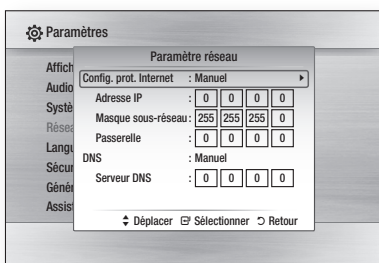 Paramètres
Paramètre réseau
Config. prot. Internet : Manuel
Adresse IP : 0 0 0 0
Masque sous-réseau : 255 255 255 0
Passerelle : 0 0 0 0
DNS : Manuel
Serveur DNS : 0 0 0 0
Déplacer Sélectionner Retour
Affich
Audio
Systè
Résea
Langu
Sécur
Génér
Assist